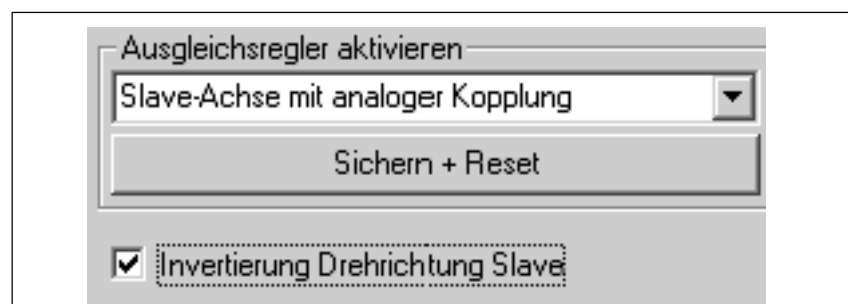 Ausgleichsregler aktivieren
Slave-Achse mit analoger Kopplung
Sichern + Reset
Invertierung Drehrichtung Slave